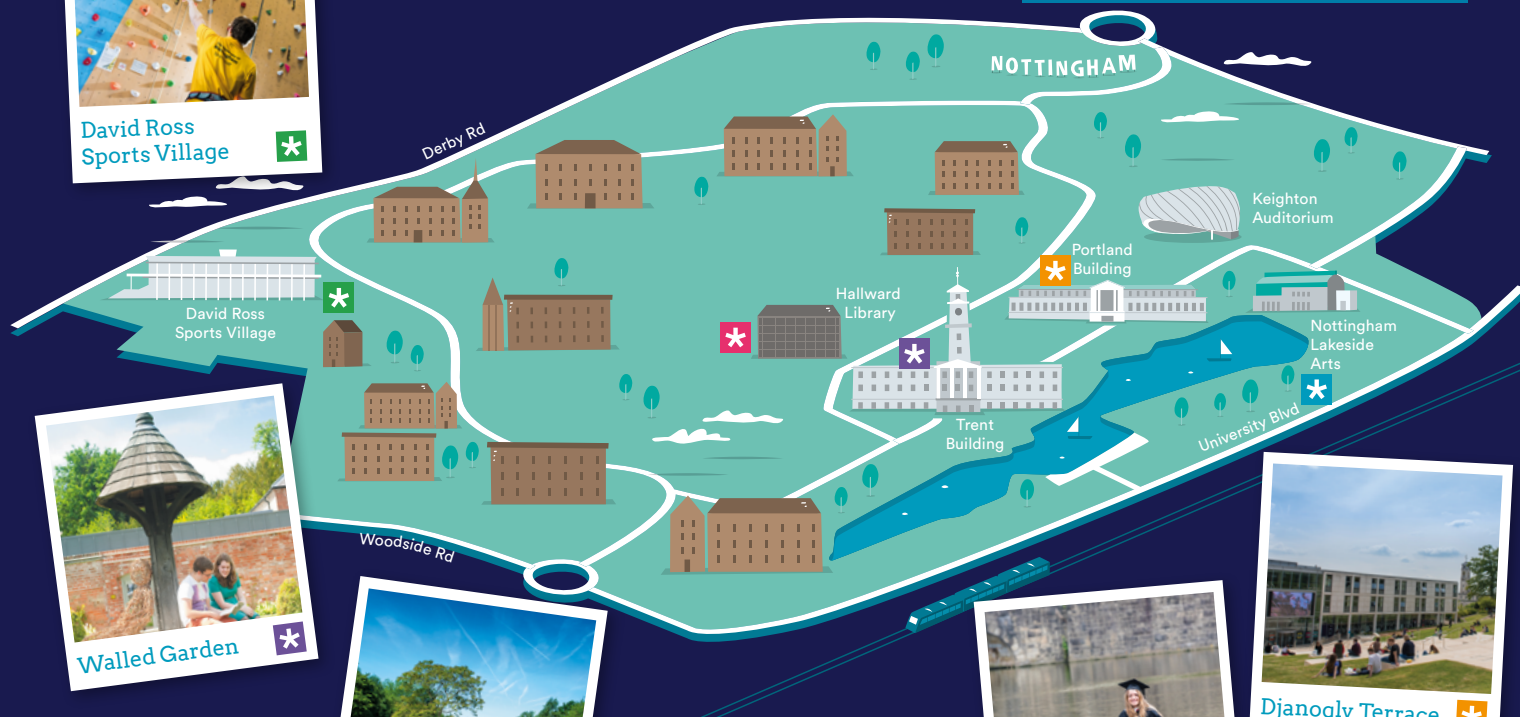 David Ross
Sports Village
NOTTINGHAM
Derby Rd
Keighton
Auditorium
Portland
Building
Hallward
Library
David Ross
Sports Village
Nottingham
Lakeside
Arts
Trent
Building
University Blvd
Woodside Rd
Walled Garden
Djanogly Terrace